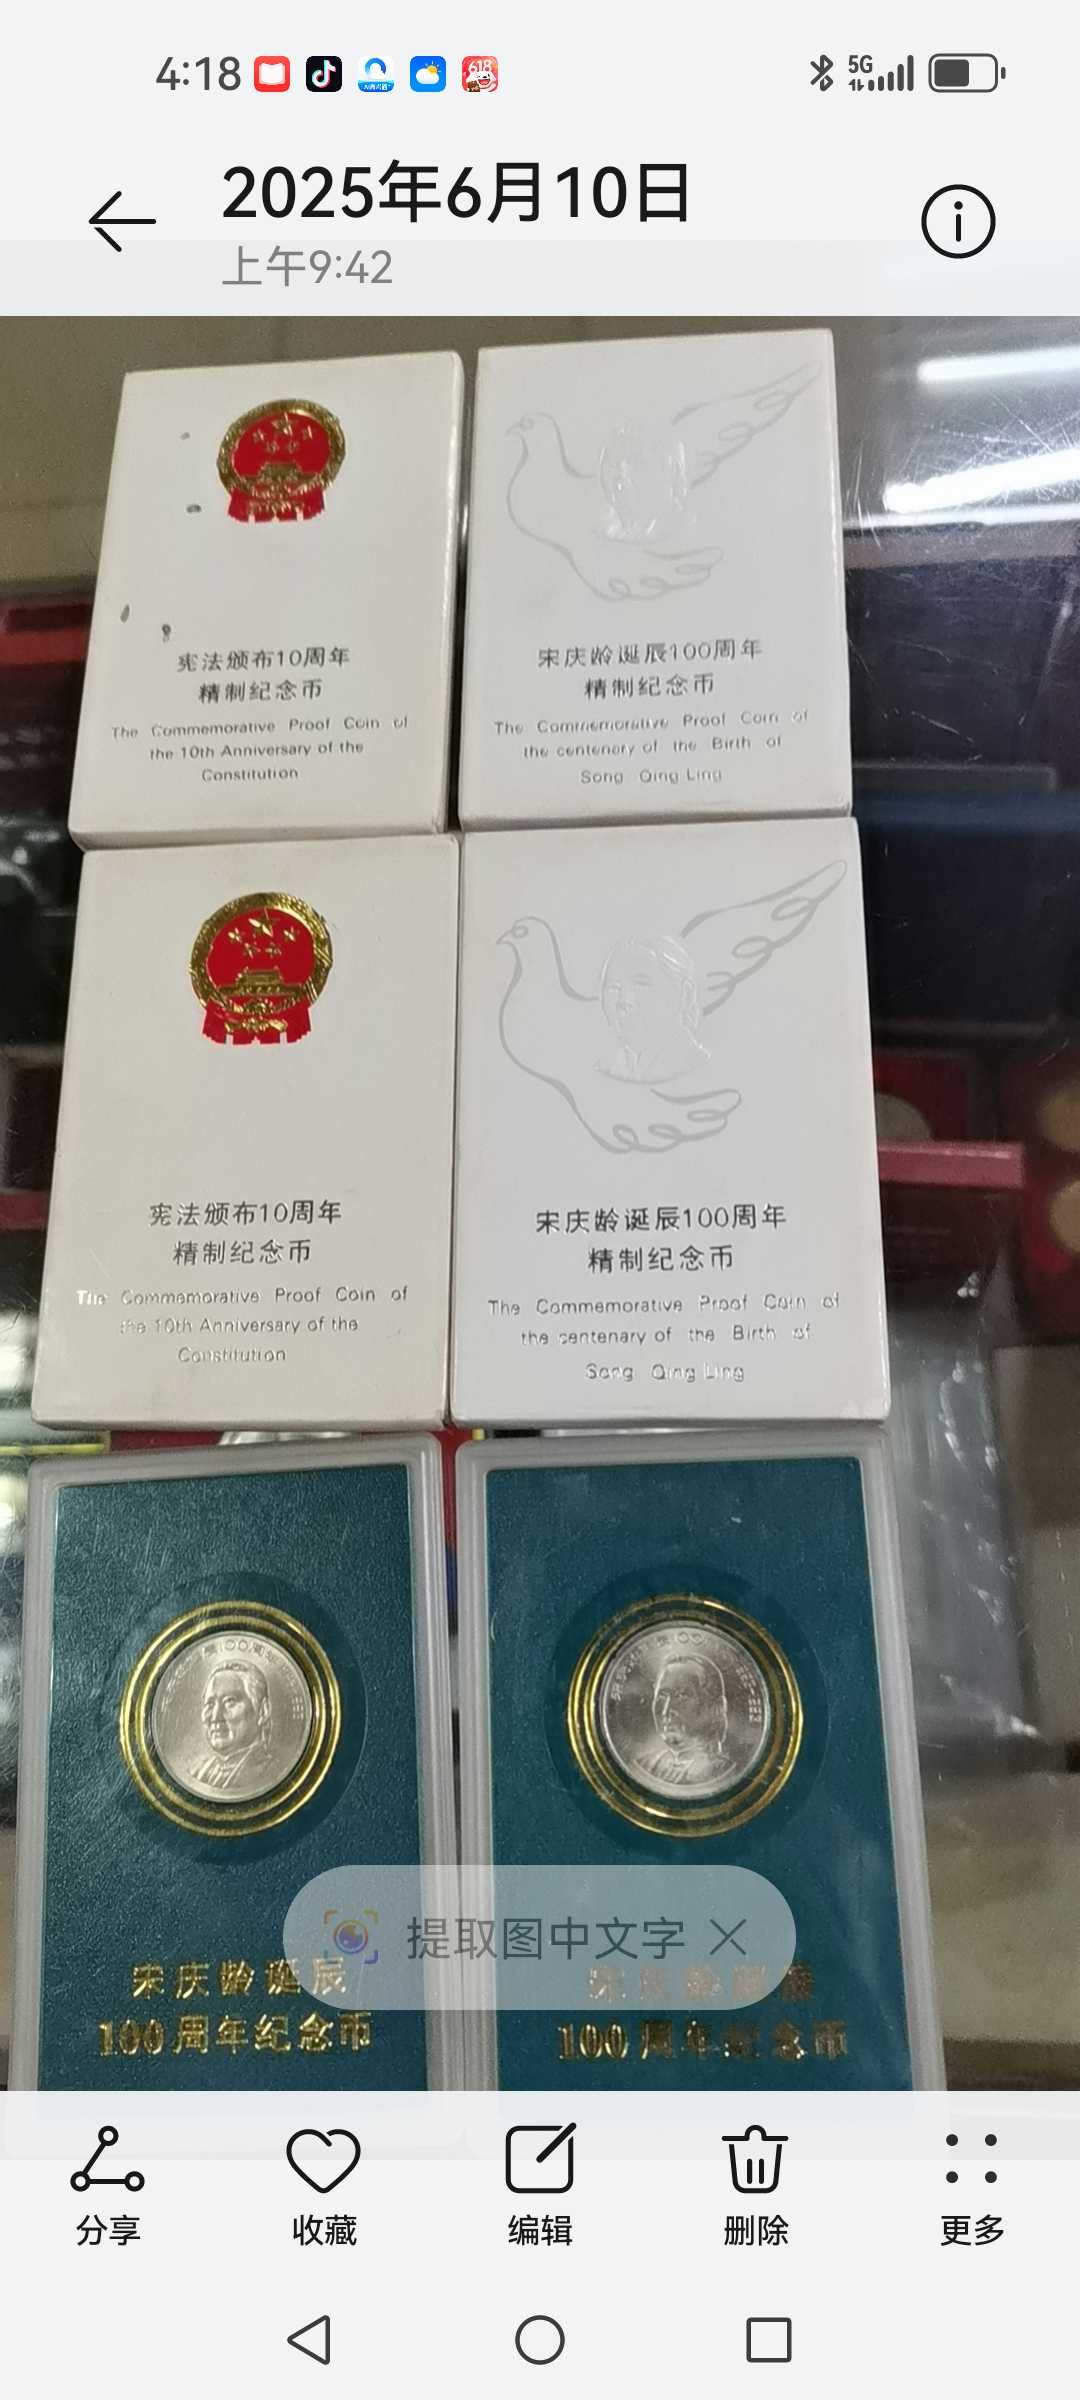 4:18
5G
618
2025年6月10日
上午9:42
宪法颁布10周年
精制纪念币
The Commemorative Proof Coin of
the 10th Anniversary of the
Constitution
宋庆龄诞辰100周年
精制纪念币
The Commemorative Proof Coin of
the centenary of the Birth of
Song Qing Ling
宪法颁布10周年
精制纪念币
The Commemorative Proof Coin of
the 10th Anniversary of the
Constitution
宋庆龄诞辰100周年
精制纪念币
The Commemorative Proof Coin of
the centenary of the Birth of
Song Qing Ling
提取图中文字
宋庆龄诞辰
100周年纪念币
100周年纪念币
分享
收藏
编辑
删除
更多